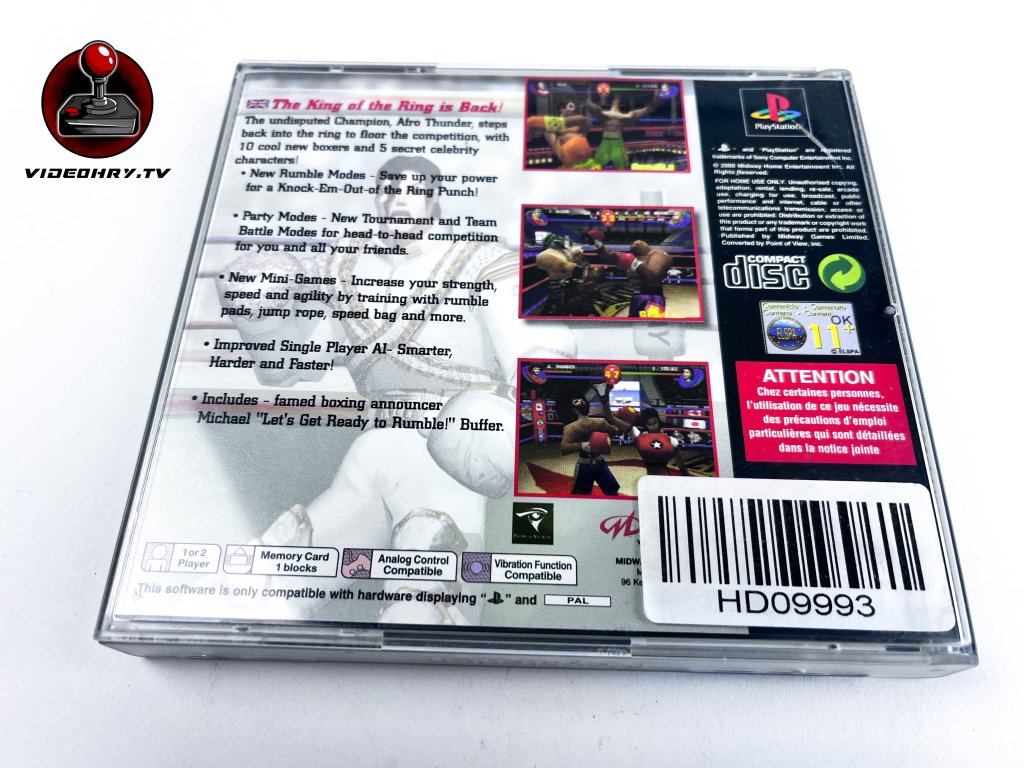 VIDEOHRY.TV
The King of the Ring is Back!
The undisputed Champion, Afro Thunder, steps
back into the ring to floor the competition, with
10 cool new boxers and 5 secret celebrity
characters!
• New Rumble Modes - Save up your power
for a Knock-Em-Out-of the Ring Punch!
• Party Modes - New Tournament and Team
Battle Modes for head-to-head competition
for you and all your friends.
• New Mini-Games - Increase your strength,
speed and agility by training with rumble
pads, jump rope, speed bag and more.
• Improved Single Player AI- Smarter,
Harder and Faster!
• Includes - famed boxing announcer
Michael "Let's Get Ready to Rumble!" Buffer.
A. THUNDER
47
PlayStation
and "PlayStation" are registered
trademarks of Sony Computer Entertainment Inc.
© 2000 Midway Home Entertainment Inc. All
Rights Reserved.
FOR HOME USE ONLY. Unauthorised copying,
adaptation, rental, lending, re-sale, arcade
use, charging for use, broadcast, public
performance and internet, cable or other
telecommunications transmission, access or
use are prohibited. Distribution or extraction of
this product or any trademark or copyright work
that forms part of this product are prohibited.
Published by Midway Games Limited.
Converted by Point of View, Inc.
COMPACT
disc
Contenido - Contenuto
Contenu - Content
ELSPA
OK
11+
© ELSPA
ATTENTION
Chez certaines personnes,
l'utilisation de ce jeu nécessite
des précautions d'emploi
particulières qui sont détaillées
dans la notice jointe
MIDW
96 Ke
HD09993
1 or 2
Player
Memory Card
1 blocks
Analog Control
Compatible
Vibration Function
Compatible
This software is only compatible with hardware displaying " " and PAL